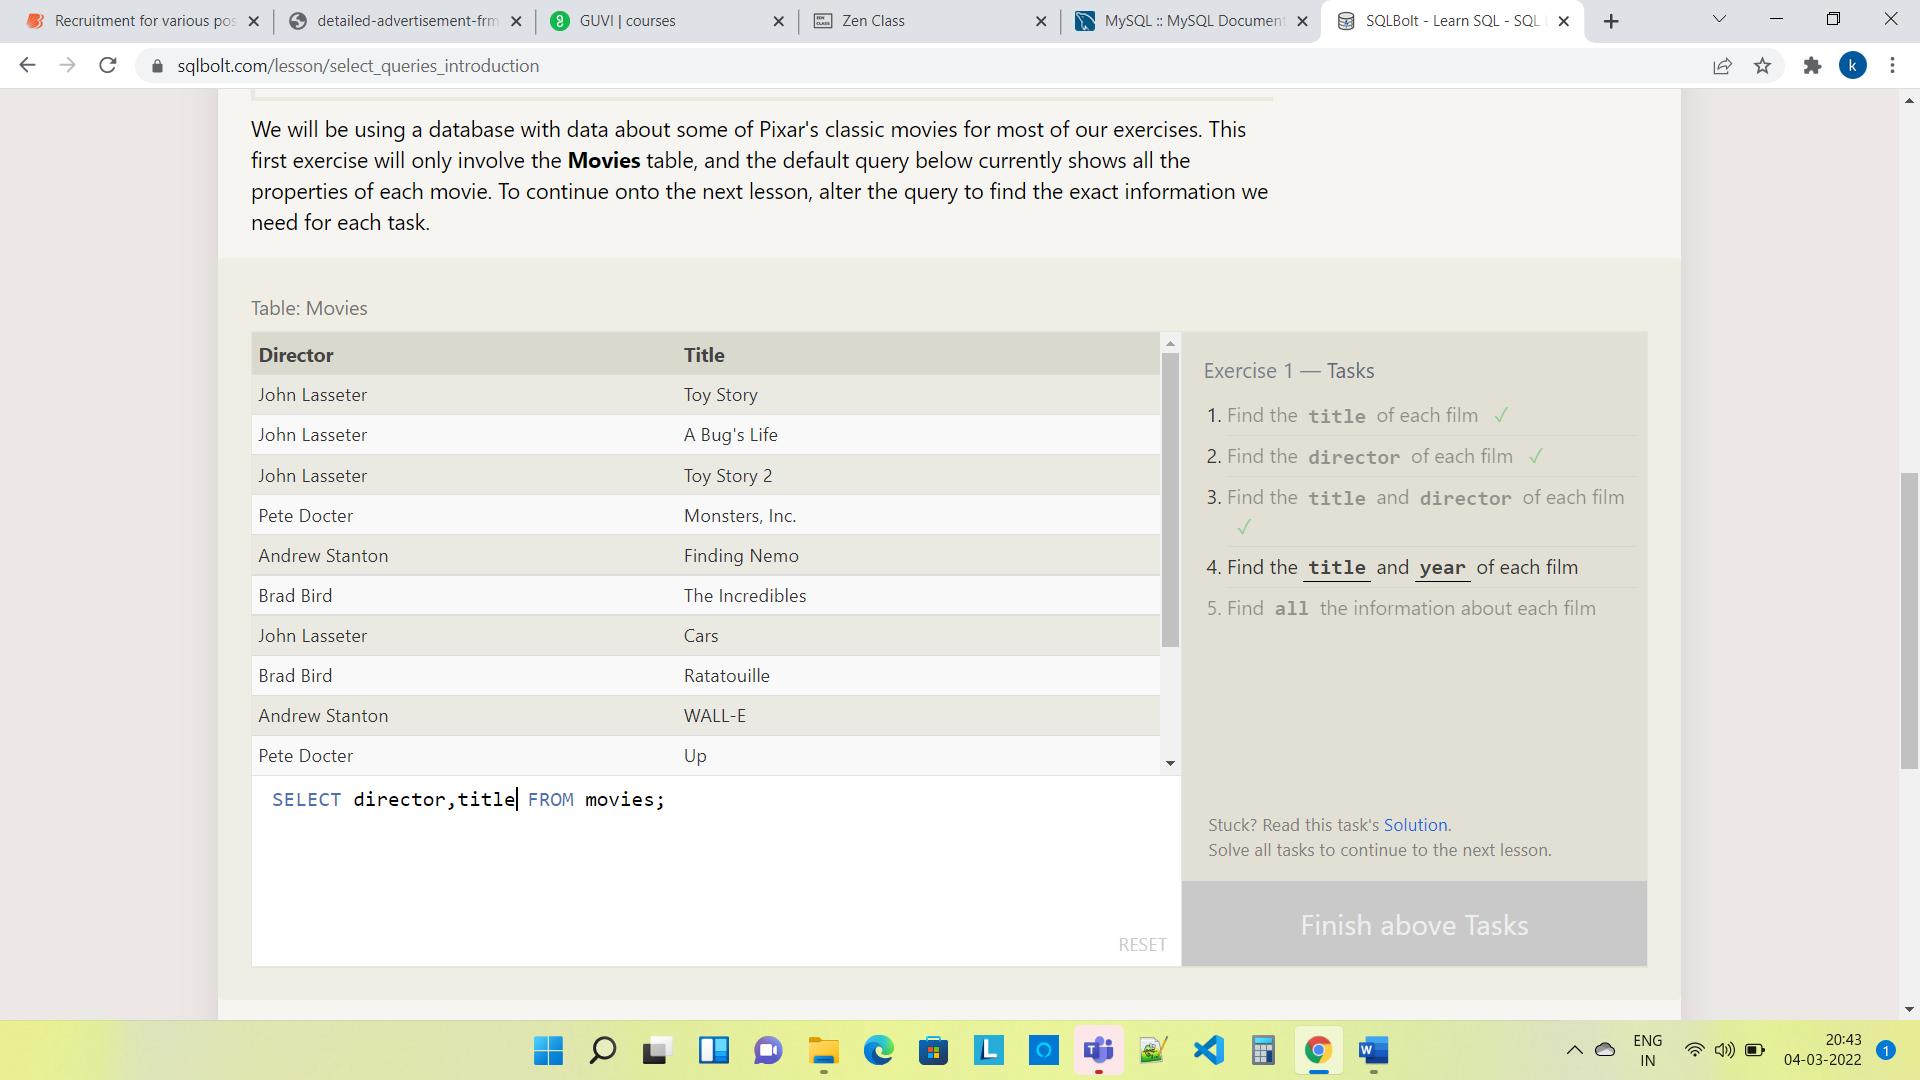 Recruitment for various pos
detailed-advertisement-frm
GUVI | courses
Zen Class
MySQL :: MySQL Document
SQLBolt - Learn SQL - SQL
sqlbolt.com/lesson/select_queries_introduction
k
We will be using a database with data about some of Pixar's classic movies for most of our exercises. This
first exercise will only involve the Movies table, and the default query below currently shows all the
properties of each movie. To continue onto the next lesson, alter the query to find the exact information we
need for each task.
Table: Movies
Director Title
John Lasseter Toy Story
John Lasseter A Bug's Life
John Lasseter Toy Story 2
Pete Docter Monsters, Inc.
Andrew Stanton Finding Nemo
Brad Bird The Incredibles
John Lasseter Cars
Brad Bird Ratatouille
Andrew Stanton WALL-E
Pete Docter Up
SELECT director,title FROM movies;
RESET
Exercise 1 — Tasks
1. Find the title of each film ✓
2. Find the director of each film ✓
3. Find the title and director of each film
✓
4. Find the title and year of each film
5. Find all the information about each film
Stuck? Read this task's Solution.
Solve all tasks to continue to the next lesson.
Finish above Tasks
ENG
IN
20:43
04-03-2022
1